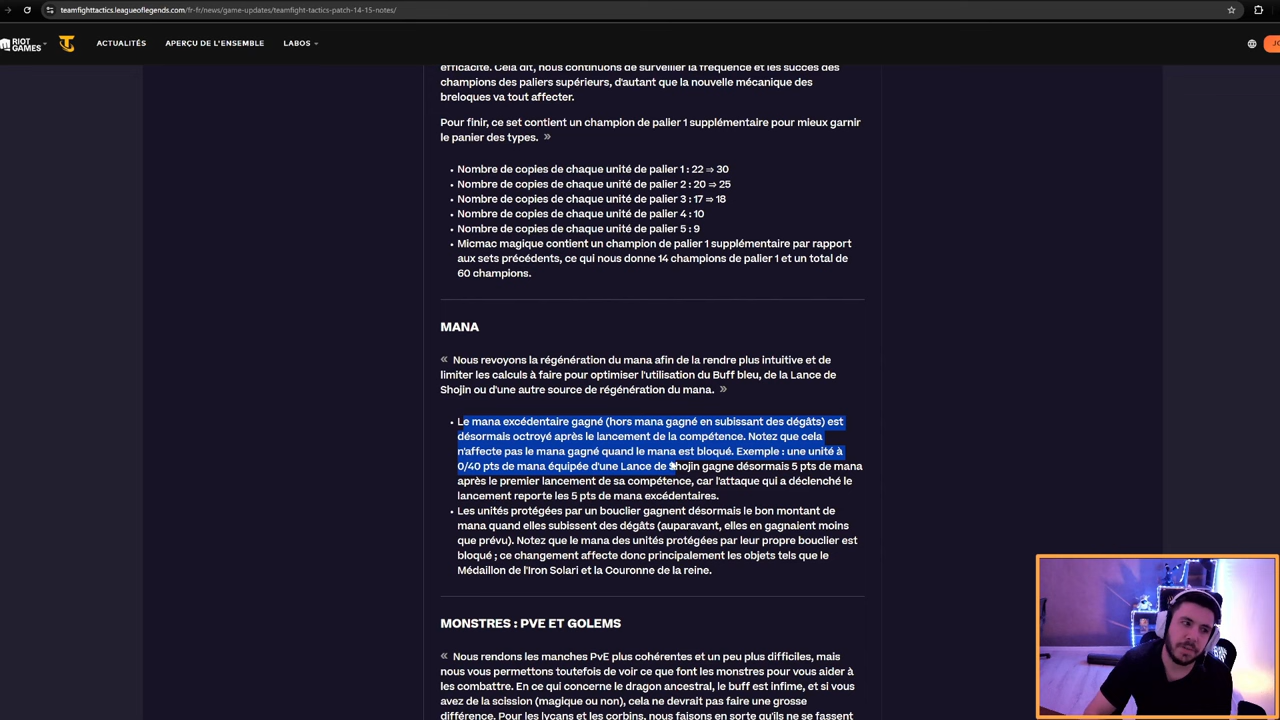 teamfighttactics.leagueoflegends.com/fr-fr/news/game-updates/teamfight-tactics-patch-14-15-notes/
RIOT GAMES
ACTUALITÉS
APERÇU DE L'ENSEMBLE
LABOS
efficacité. Cela dit, nous continuons de surveiller la fréquence et les succès des
champions des paliers supérieurs, d'autant que la nouvelle mécanique des
breloques va tout affecter.
Pour finir, ce set contient un champion de palier 1 supplémentaire pour mieux garnir
le panier des types. »
• Nombre de copies de chaque unité de palier 1 : 22 ⇒ 30
• Nombre de copies de chaque unité de palier 2 : 20 ⇒ 25
• Nombre de copies de chaque unité de palier 3 : 17 ⇒ 18
• Nombre de copies de chaque unité de palier 4 : 10
• Nombre de copies de chaque unité de palier 5 : 9
• Micmac magique contient un champion de palier 1 supplémentaire par rapport
aux sets précédents, ce qui nous donne 14 champions de palier 1 et un total de
60 champions.
MANA
« Nous revoyons la régénération du mana afin de la rendre plus intuitive et de
limiter les calculs à faire pour optimiser l'utilisation du Buff bleu, de la Lance de
Shojin ou d'une autre source de régénération du mana. »
• Le mana excédentaire gagné (hors mana gagné en subissant des dégâts) est
désormais octroyé après le lancement de la compétence. Notez que cela
n'affecte pas le mana gagné quand le mana est bloqué. Exemple : une unité à
0/40 pts de mana équipée d'une Lance de Shojin gagne désormais 5 pts de mana
après le premier lancement de sa compétence, car l'attaque qui a déclenché le
lancement reporte les 5 pts de mana excédentaires.
• Les unités protégées par un bouclier gagnent désormais le bon montant de
mana quand elles subissent des dégâts (auparavant, elles en gagnaient moins
que prévu). Notez que le mana des unités protégées par leur propre bouclier est
bloqué ; ce changement affecte donc principalement les objets tels que le
Médaillon de l'Iron Solari et la Couronne de la reine.
MONSTRES : PVE ET GOLEMS
« Nous rendons les manches PvE plus cohérentes et un peu plus difficiles, mais
nous vous permettons toutefois de voir ce que font les monstres pour vous aider à
les combattre. En ce qui concerne le dragon ancestral, le buff est infime, et si vous
avez de la scission (magique ou non), cela ne devrait pas faire une grosse
différence. Pour les lycans et les corbins, nous faisons en sorte qu'ils ne se fassent